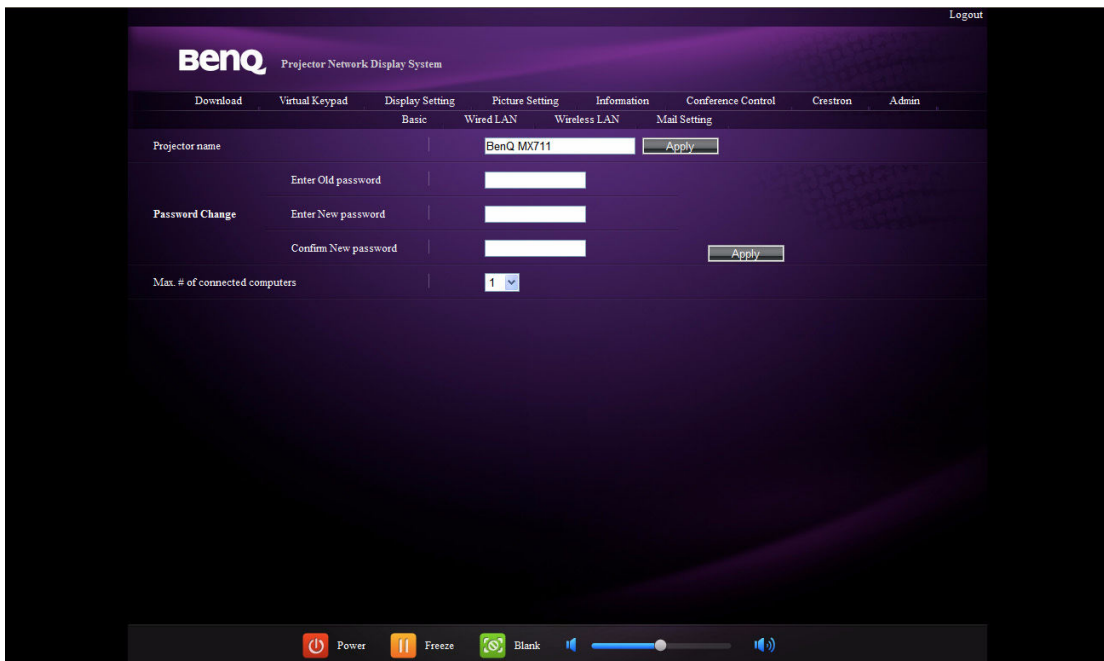 Logout
BenQ Projector Network Display System
Download Virtual Keypad Display Setting Picture Setting Information Conference Control Crestron Admin
Basic Wired LAN Wireless LAN Mail Setting
Projector name BenQ MX711 Apply
Enter Old password
Password Change Enter New password
Confirm New password Apply
Max. # of connected computers 1
Power Freeze Blank